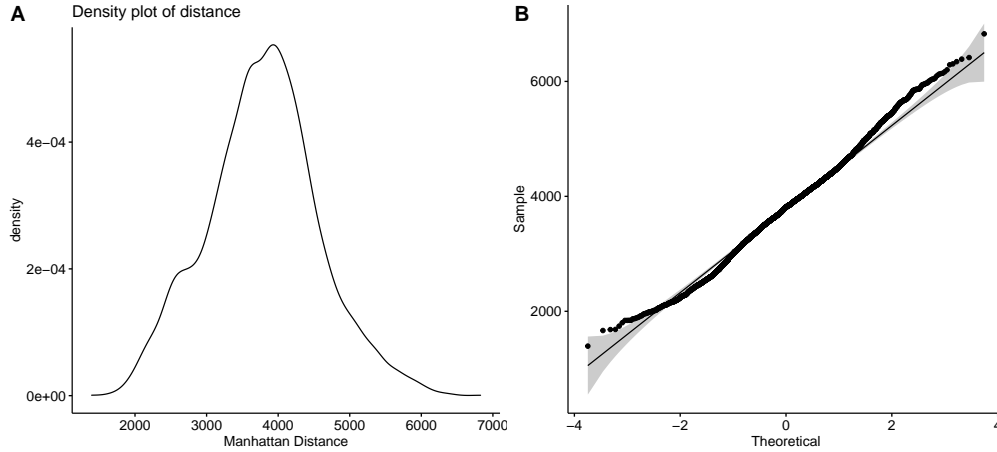 A
Density plot of distance
4e−04
2e−04
0e+00
density
2000 3000 4000 5000 6000 7000
Manhattan Distance
B
6000
4000
2000
Sample
−4 −2 0 2 4
Theoretical